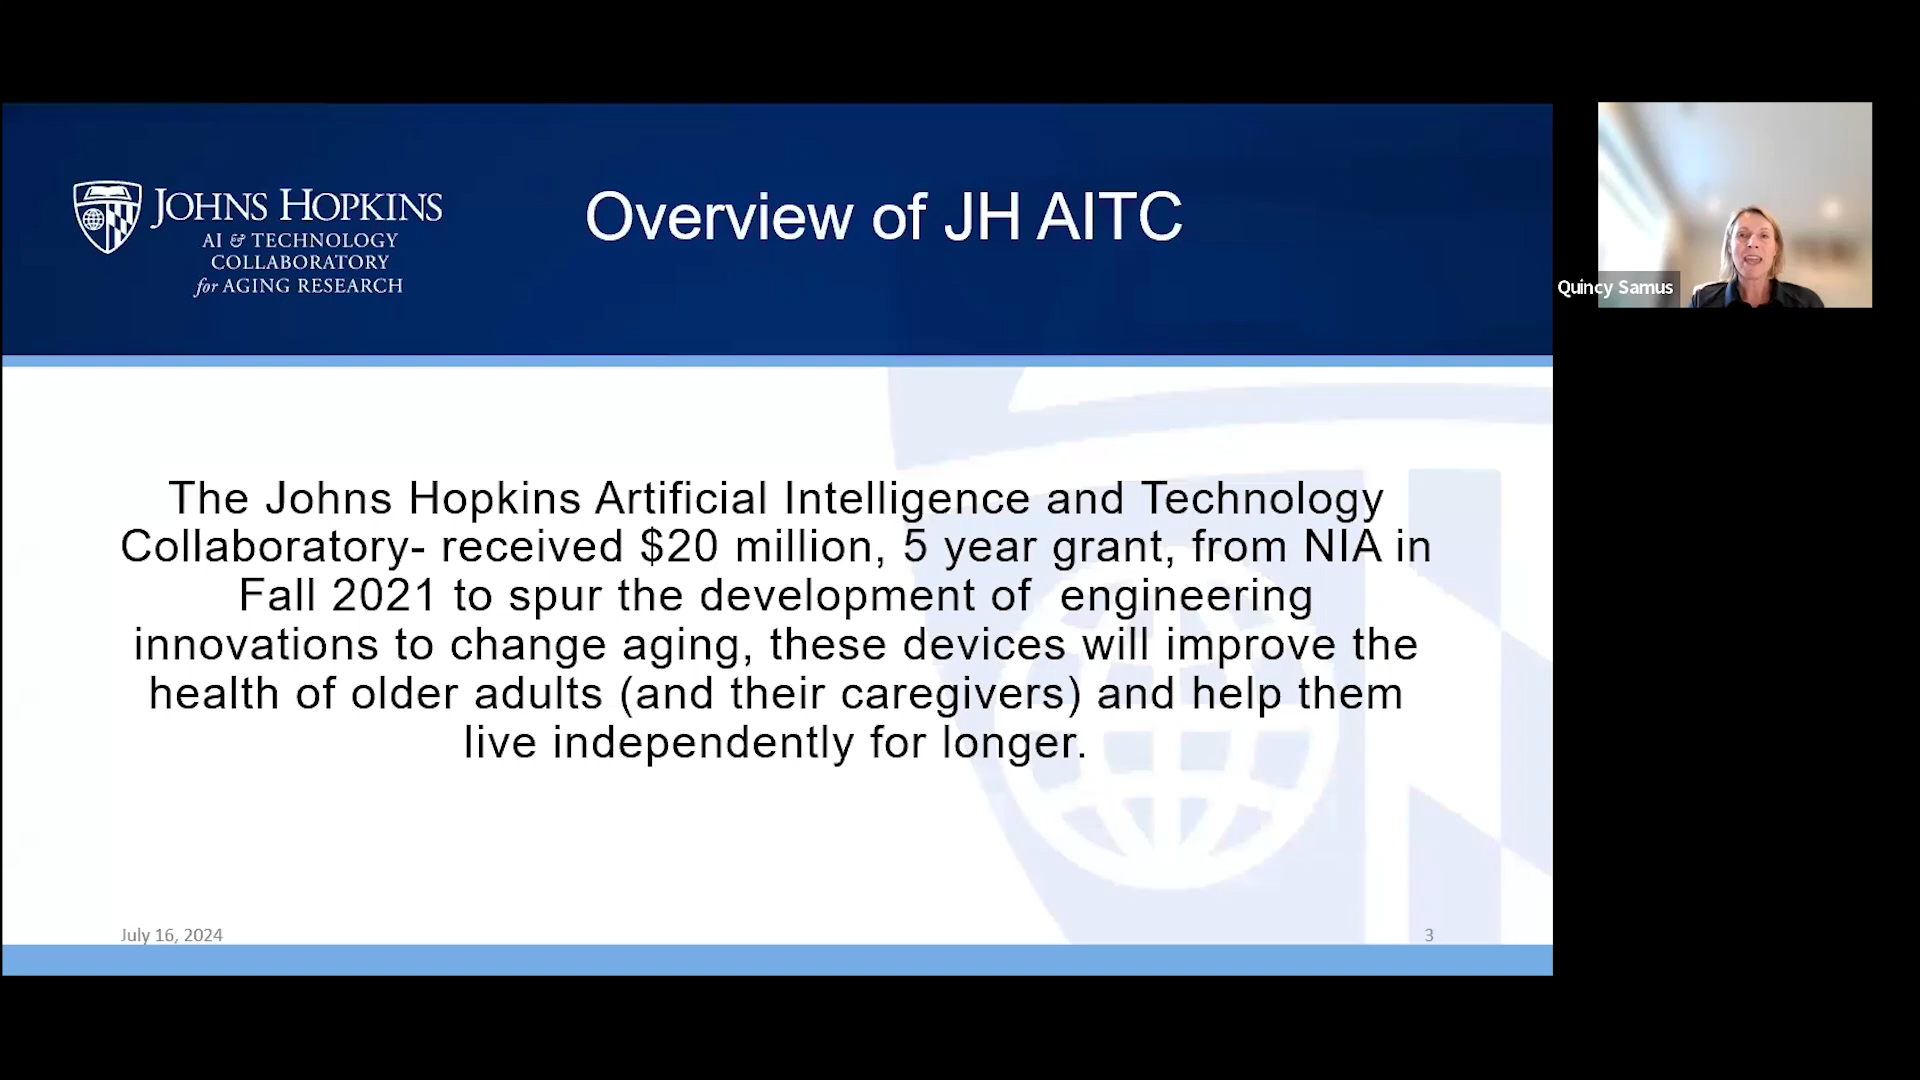 JOHNS HOPKINS
AI & TECHNOLOGY
COLLABORATORY
for AGING RESEARCH
Overview of JH AITC
Quincy Samus
The Johns Hopkins Artificial Intelligence and Technology
Collaboratory- received $20 million, 5 year grant, from NIA in
Fall 2021 to spur the development of  engineering
innovations to change aging, these devices will improve the
health of older adults (and their caregivers) and help them
live independently for longer.
July 16, 2024
3